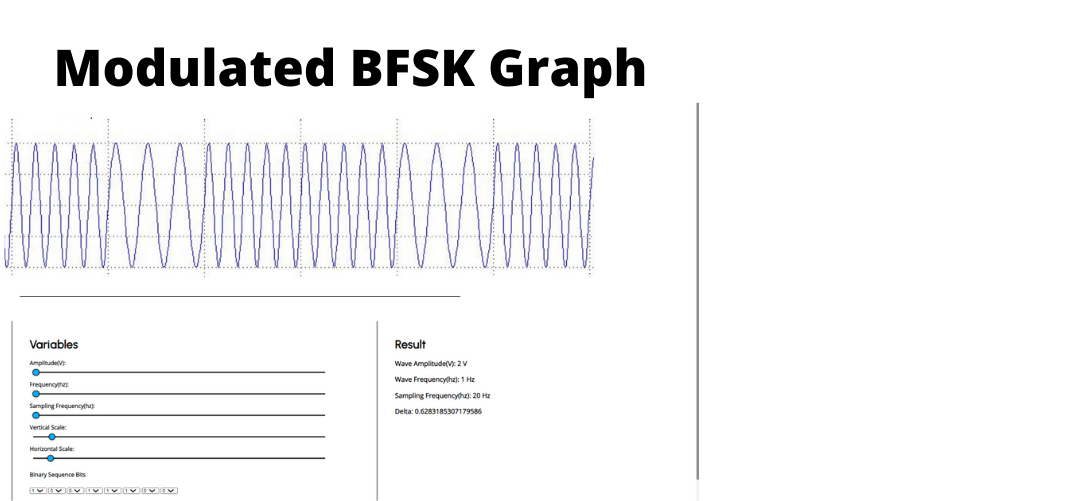 Modulated BFSK Graph
Variables
Amplitude(V):
Frequency(hz):
Sampling Frequency(hz):
Vertical Scale:
Horizontal Scale:
Binary Sequence Bits
1 0 0 1 1 1 0 0
Result
Wave Amplitude(V): 2 V
Wave Frequency(hz): 1 Hz
Sampling Frequency(hz): 20 Hz
Delta: 0.6283185307179586